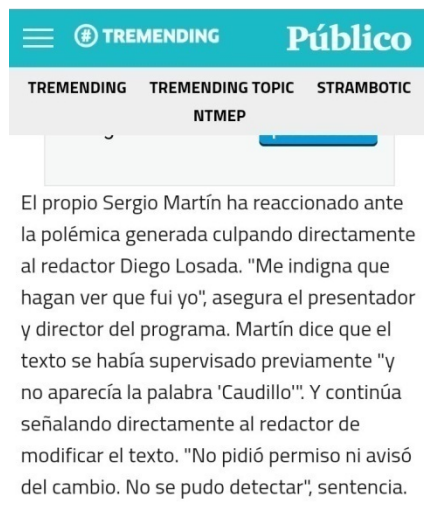 # TREMENDING Público
TREMENDING TREMENDING TOPIC STRAMBOTIC
NTMEP
El propio Sergio Martín ha reaccionado ante
la polémica generada culpando directamente
al redactor Diego Losada. "Me indigna que
hagan ver que fui yo", asegura el presentador
y director del programa. Martín dice que el
texto se había supervisado previamente "y
no aparecía la palabra 'Caudillo'". Y continúa
señalando directamente al redactor de
modificar el texto. "No pidió permiso ni avisó
del cambio. No se pudo detectar", sentencia.